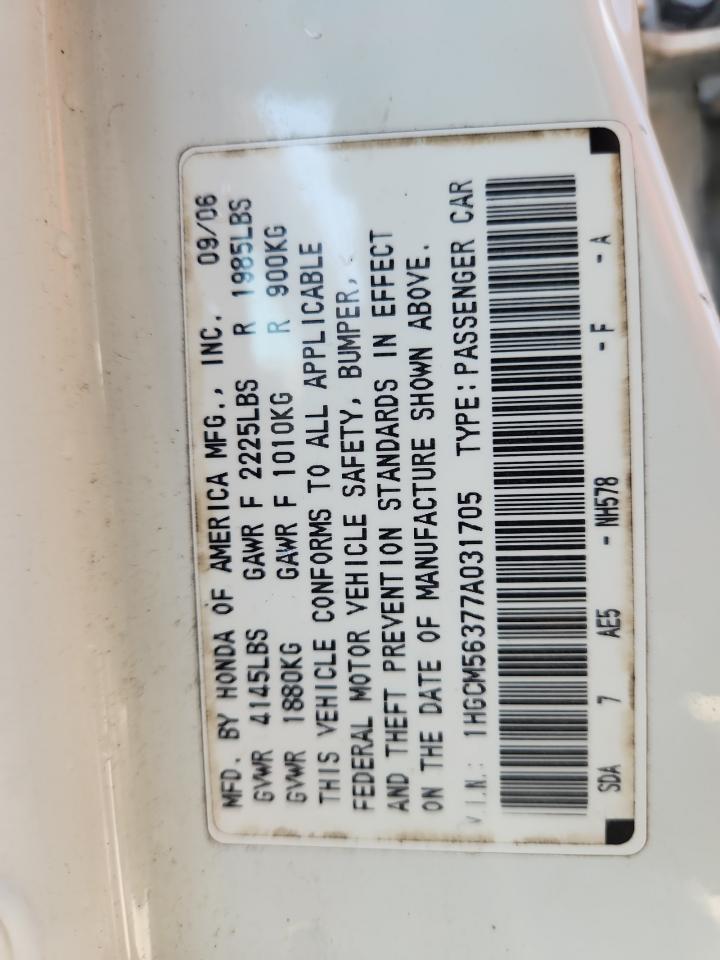 MFD. BY HONDA OF AMERICA MFG., INC. 09/06
GVWR 4145LBS GAWR F 2225LBS R 1985LBS
GVWR 1880KG GAWR F 1010KG R 900KG
THIS VEHICLE CONFORMS TO ALL APPLICABLE
FEDERAL MOTOR VEHICLE SAFETY, BUMPER,
AND THEFT PREVENTION STANDARDS IN EFFECT
ON THE DATE OF MANUFACTURE SHOWN ABOVE.
V.I.N.: 1HGCM56377A031705 TYPE:PASSENGER CAR
SDA 7 AE5 - NH578 - F - A